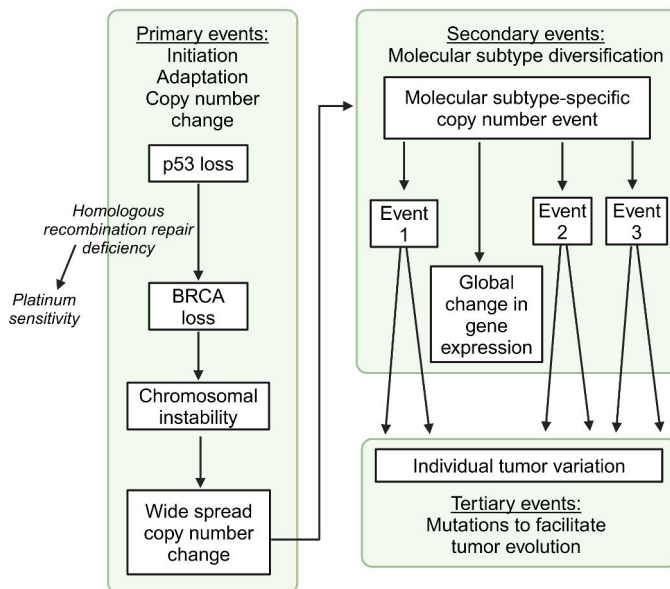 Primary events:
Initiation
Adaptation
Copy number
change
p53 loss
Homologous
recombination repair
deficiency
Platinum
sensitivity
BRCA
loss
Chromosomal
instability
Wide spread
copy number
change
Secondary events:
Molecular subtype diversification
Molecular subtype-specific
copy number event
Event
1
Global
change in
gene
expression
Event
2
Event
3
Individual tumor variation
Tertiary events:
Mutations to facilitate
tumor evolution